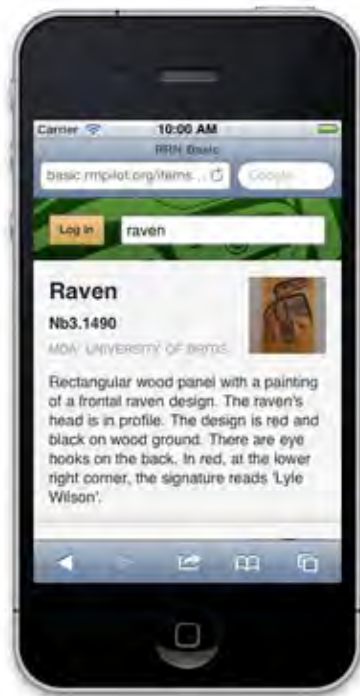 Carrier 10:00 AM
RRN Basic
basic.rrnpilot.org/items... Google
Log in raven
Raven
Nb3.1490
MOA: UNIVERSITY OF BRITIS...
Rectangular wood panel with a painting
of a frontal raven design. The raven's
head is in profile. The design is red and
black on wood ground. There are eye
hooks on the back. In red, at the lower
right corner, the signature reads 'Lyle
Wilson'.